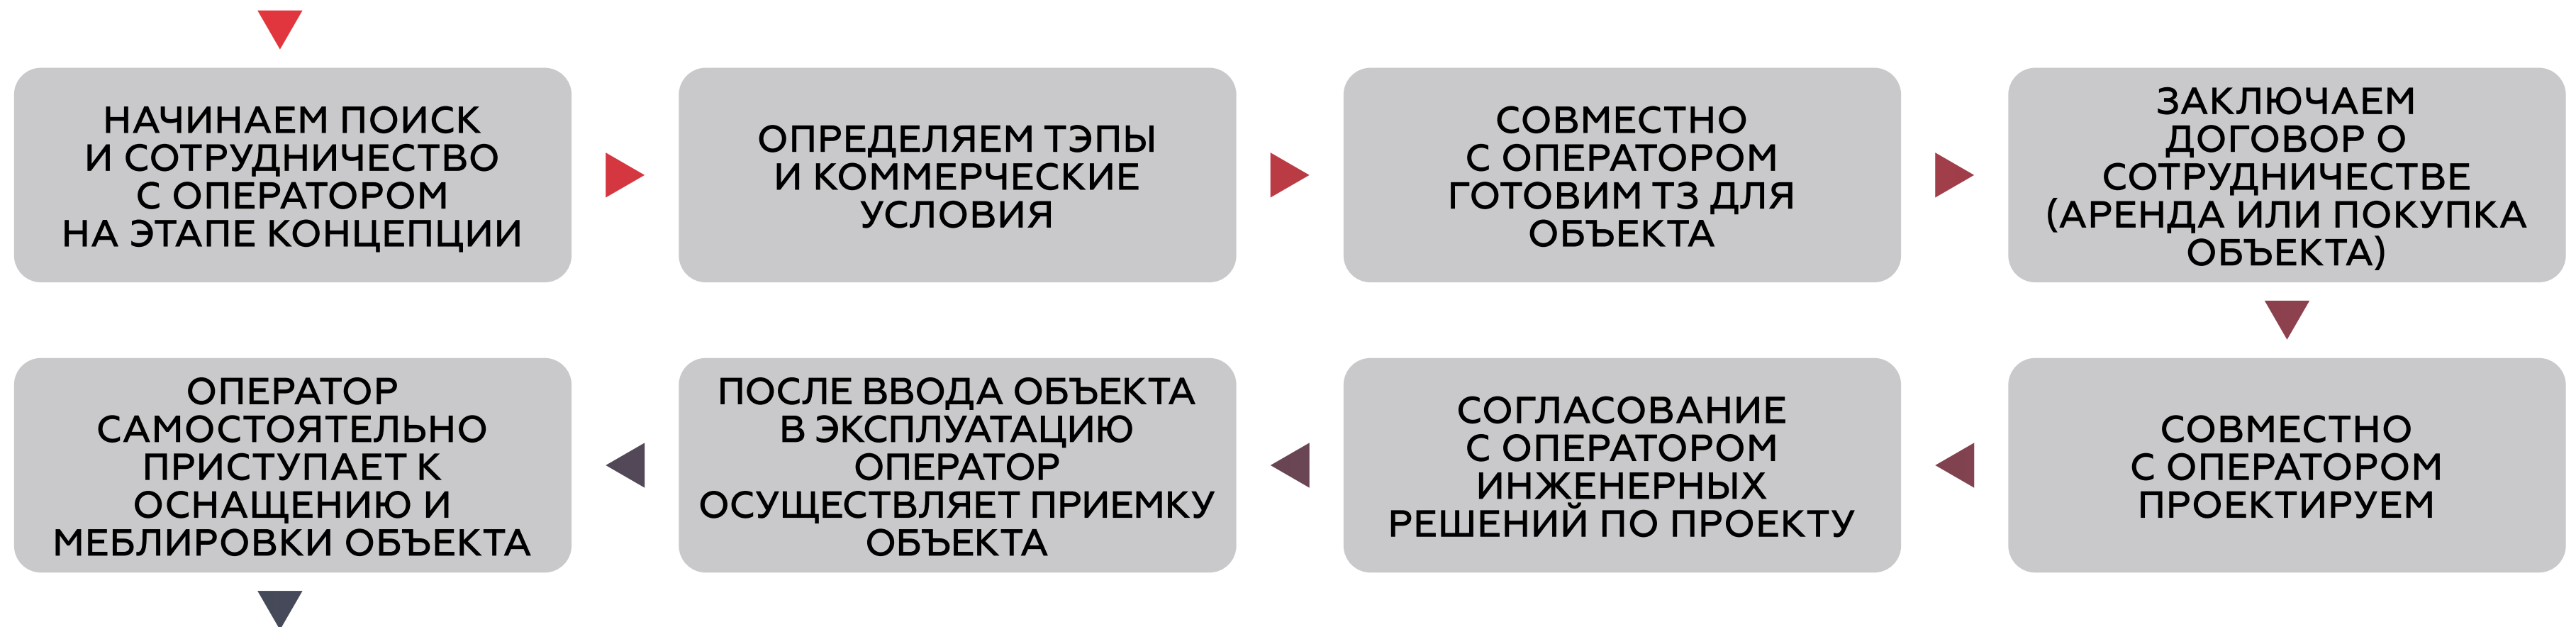 НАЧИНАЕМ ПОИСК
И СОТРУДНИЧЕСТВО
С ОПЕРАТОРОМ
НА ЭТАПЕ КОНЦЕПЦИИ
ОПРЕДЕЛЯЕМ ТЭПЫ
И КОММЕРЧЕСКИЕ
УСЛОВИЯ
СОВМЕСТНО
С ОПЕРАТОРОМ
ГОТОВИМ ТЗ ДЛЯ
ОБЪЕКТА
ЗАКЛЮЧАЕМ
ДОГОВОР О
СОТРУДНИЧЕСТВЕ
(АРЕНДА ИЛИ ПОКУПКА
ОБЪЕКТА)
СОВМЕСТНО
С ОПЕРАТОРОМ
ПРОЕКТИРУЕМ
СОГЛАСОВАНИЕ
С ОПЕРАТОРОМ
ИНЖЕНЕРНЫХ
РЕШЕНИЙ ПО ПРОЕКТУ
ПОСЛЕ ВВОДА ОБЪЕКТА
В ЭКСПЛУАТАЦИЮ
ОПЕРАТОР
ОСУЩЕСТВЛЯЕТ ПРИЕМКУ
ОБЪЕКТА
ОПЕРАТОР
САМОСТОЯТЕЛЬНО
ПРИСТУПАЕТ К
ОСНАЩЕНИЮ И
МЕБЛИРОВКИ ОБЪЕКТА